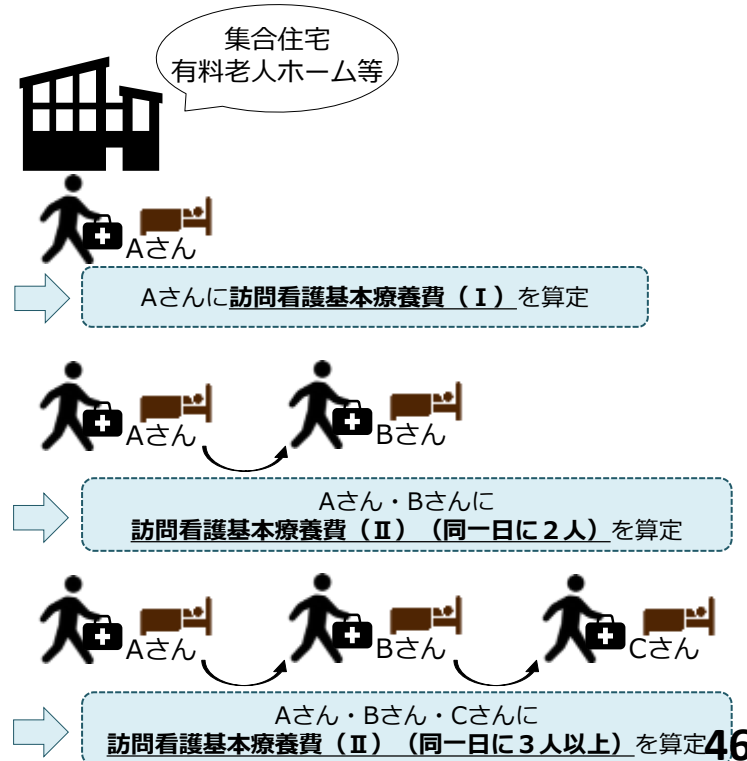 集合住宅
有料老人ホーム等
Aさん
Aさんに訪問看護基本療養費（Ⅰ）を算定
Aさん
Bさん
Aさん・Bさんに
訪問看護基本療養費（Ⅱ）（同一日に２人）を算定
Aさん
Bさん
Cさん
Aさん・Bさん・Cさんに
訪問看護基本療養費（Ⅱ）（同一日に３人以上）を算定
46